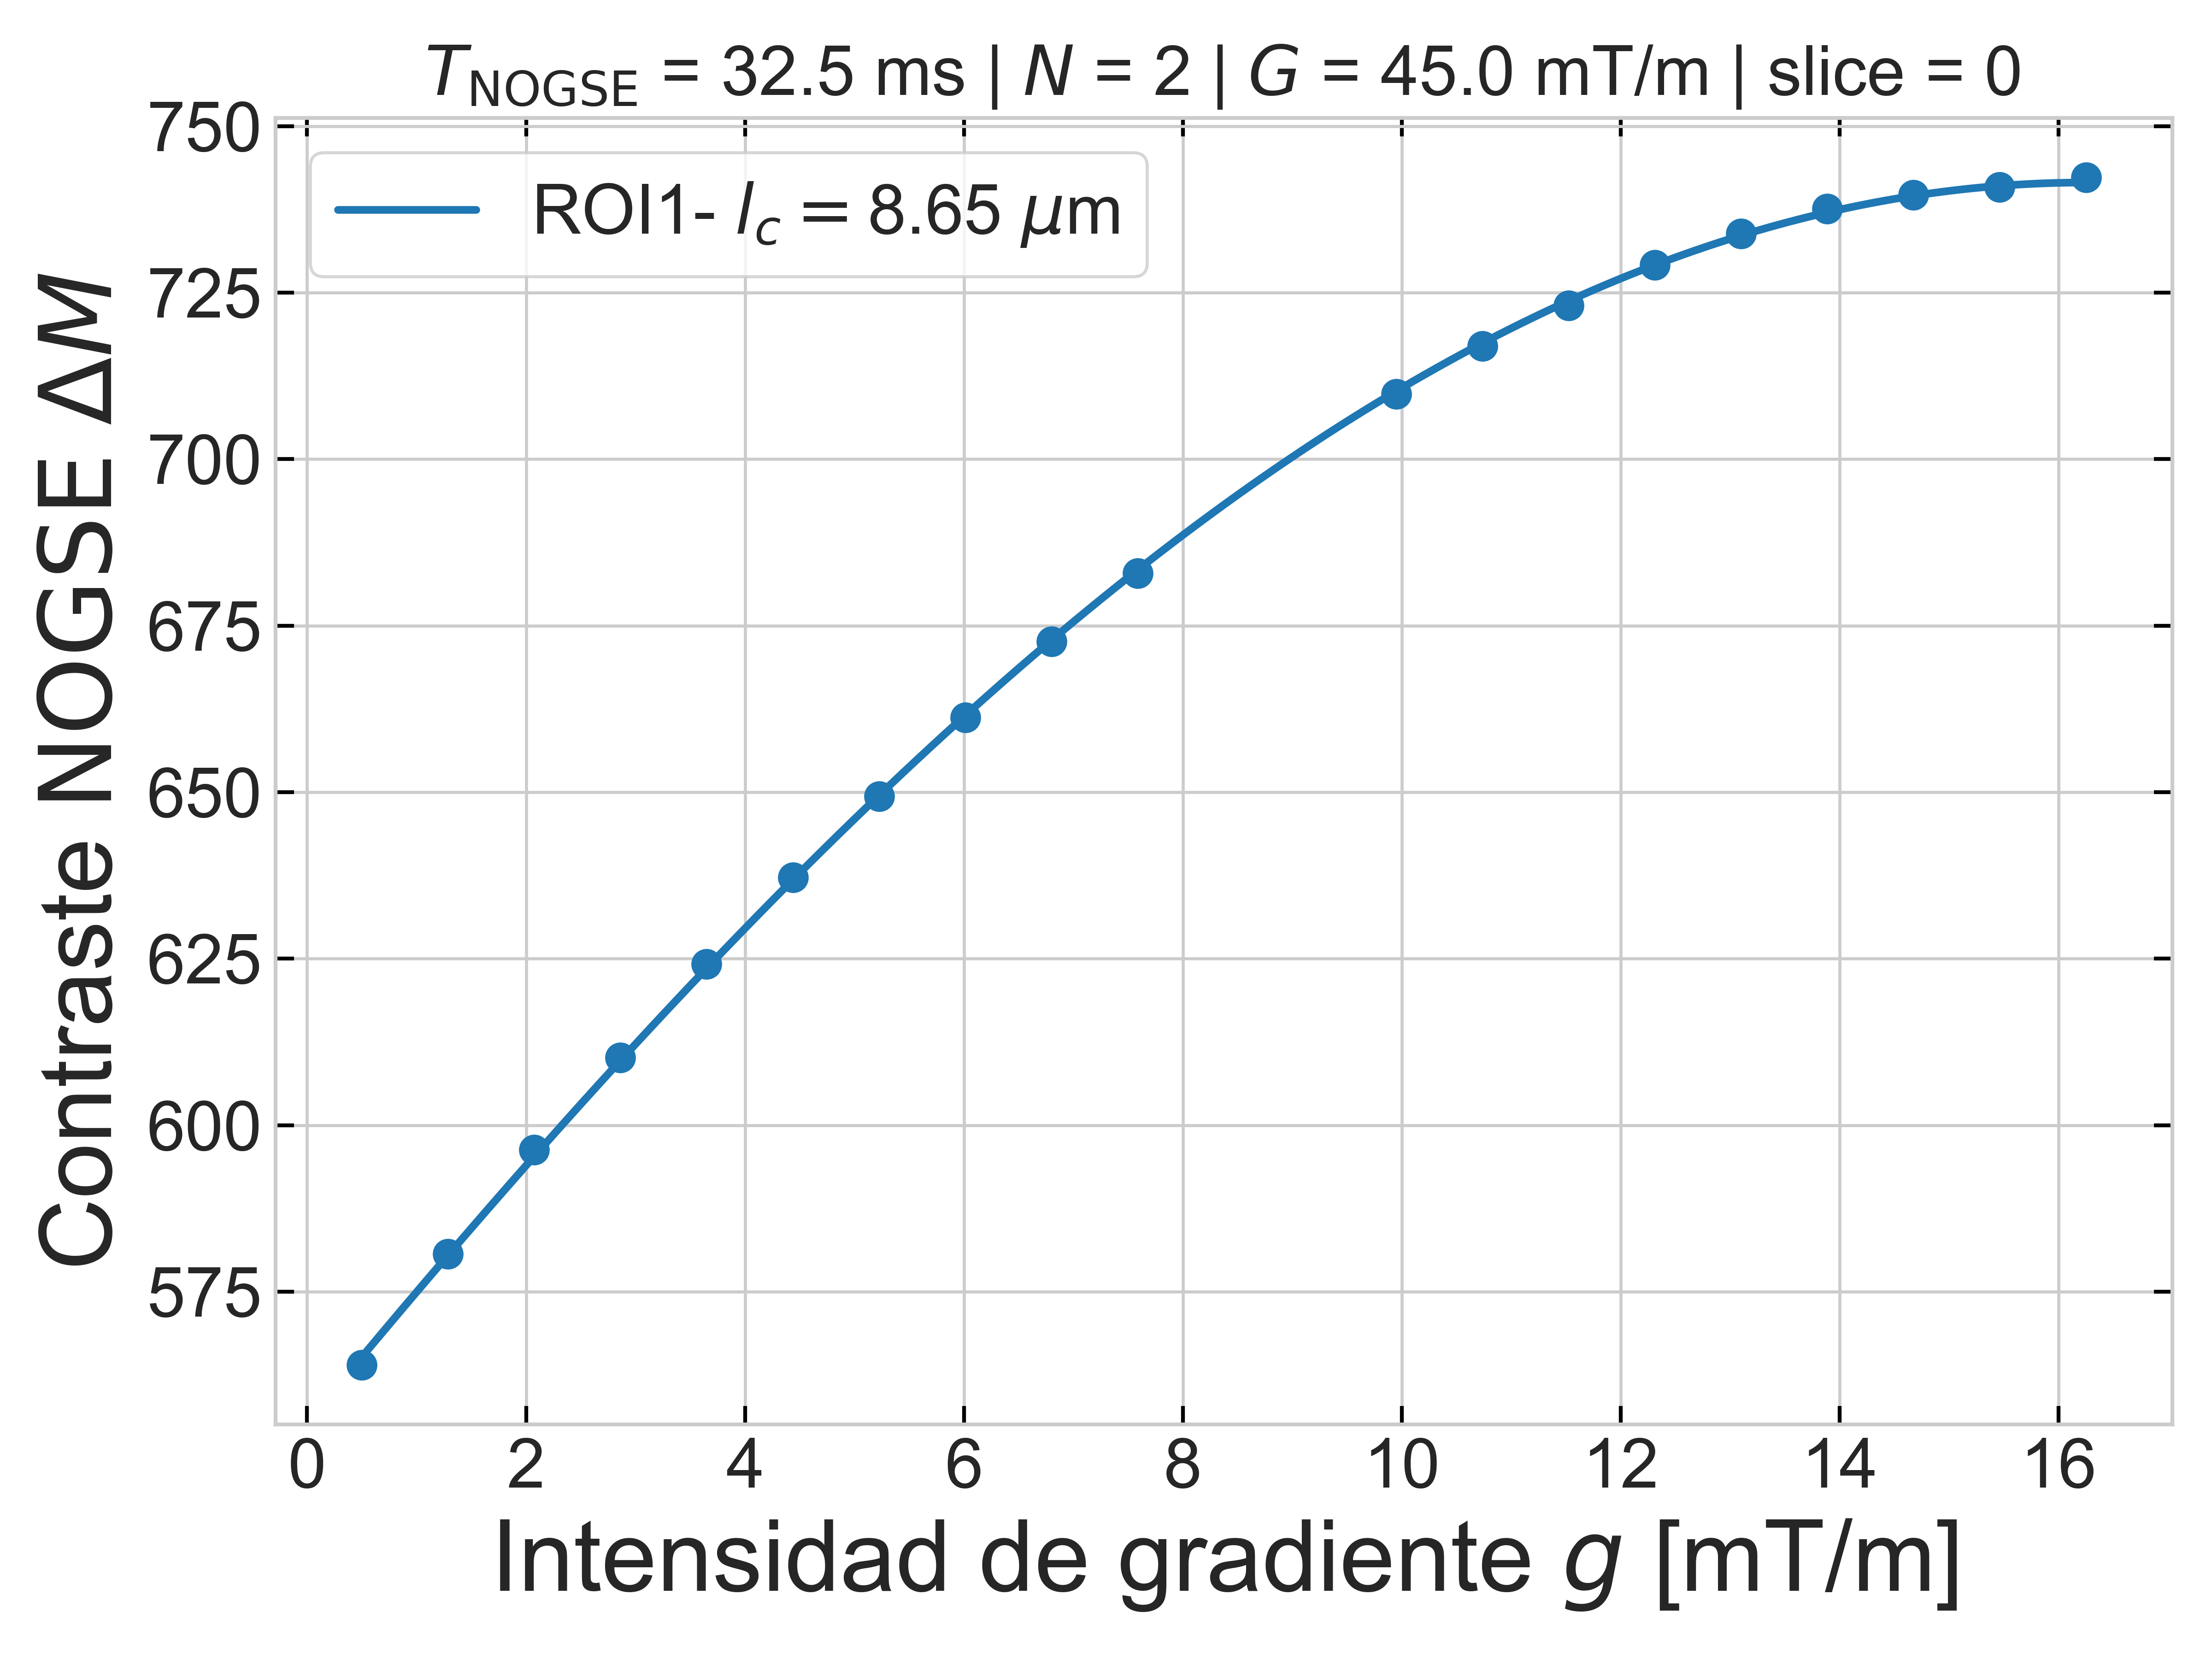 T_NOGSE = 32.5 ms | N = 2 | G = 45.0 mT/m | slice = 0
ROI1- l_c = 8.65 μm
Contraste NOGSE ΔM
750
725
700
675
650
625
600
575
0 2 4 6 8 10 12 14 16
Intensidad de gradiente g [mT/m]